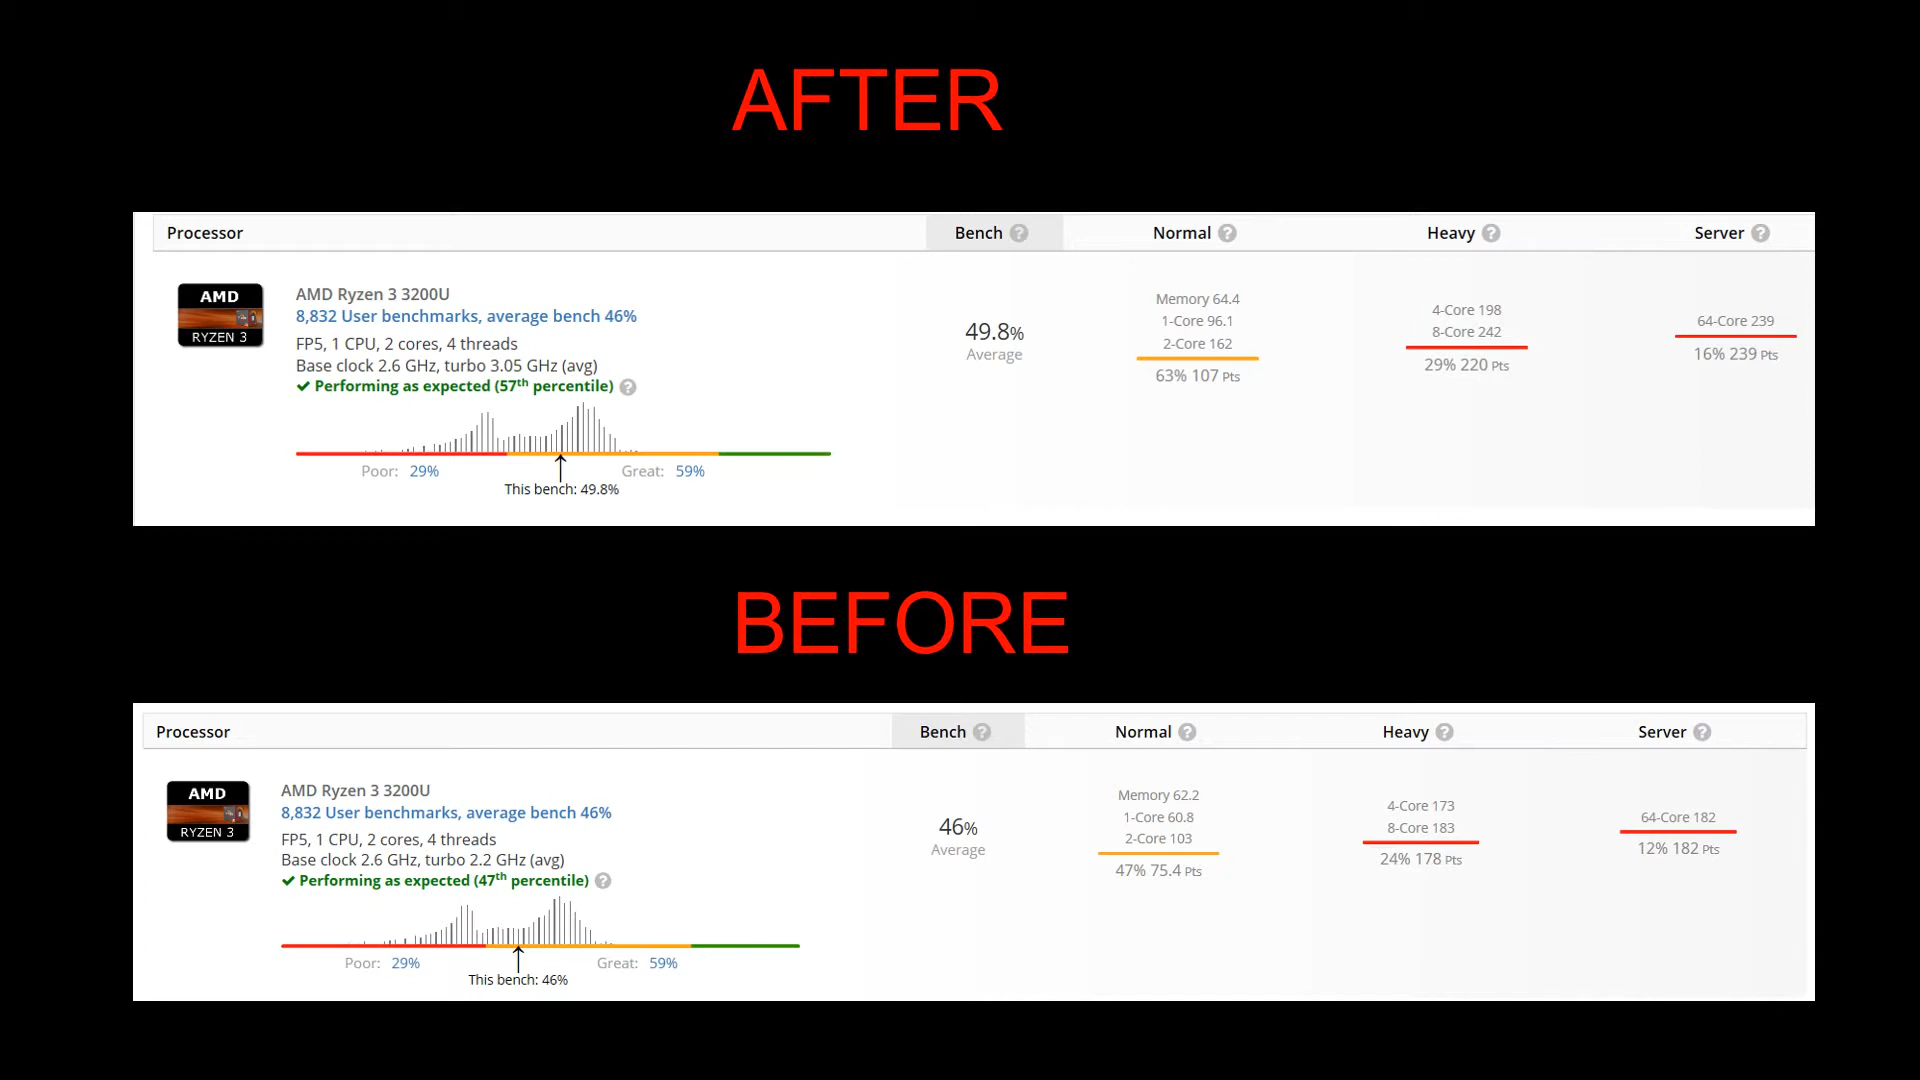 AFTER
Processor
Bench ?
Normal ?
Heavy ?
Server ?
AMD
RYZEN 3
AMD Ryzen 3 3200U
8,832 User benchmarks, average bench 46%
FP5, 1 CPU, 2 cores, 4 threads
Base clock 2.6 GHz, turbo 3.05 GHz (avg)
✔ Performing as expected (57th percentile) ?
Poor: 29%
Great: 59%
This bench: 49.8%
49.8%
Average
Memory 64.4
1-Core 96.1
2-Core 162
63% 107 Pts
4-Core 198
8-Core 242
29% 220 Pts
64-Core 239
16% 239 Pts
BEFORE
Processor
Bench ?
Normal ?
Heavy ?
Server ?
AMD
RYZEN 3
AMD Ryzen 3 3200U
8,832 User benchmarks, average bench 46%
FP5, 1 CPU, 2 cores, 4 threads
Base clock 2.6 GHz, turbo 2.2 GHz (avg)
✔ Performing as expected (47th percentile) ?
Poor: 29%
Great: 59%
This bench: 46%
46%
Average
Memory 62.2
1-Core 60.8
2-Core 103
47% 75.4 Pts
4-Core 173
8-Core 183
24% 178 Pts
64-Core 182
12% 182 Pts